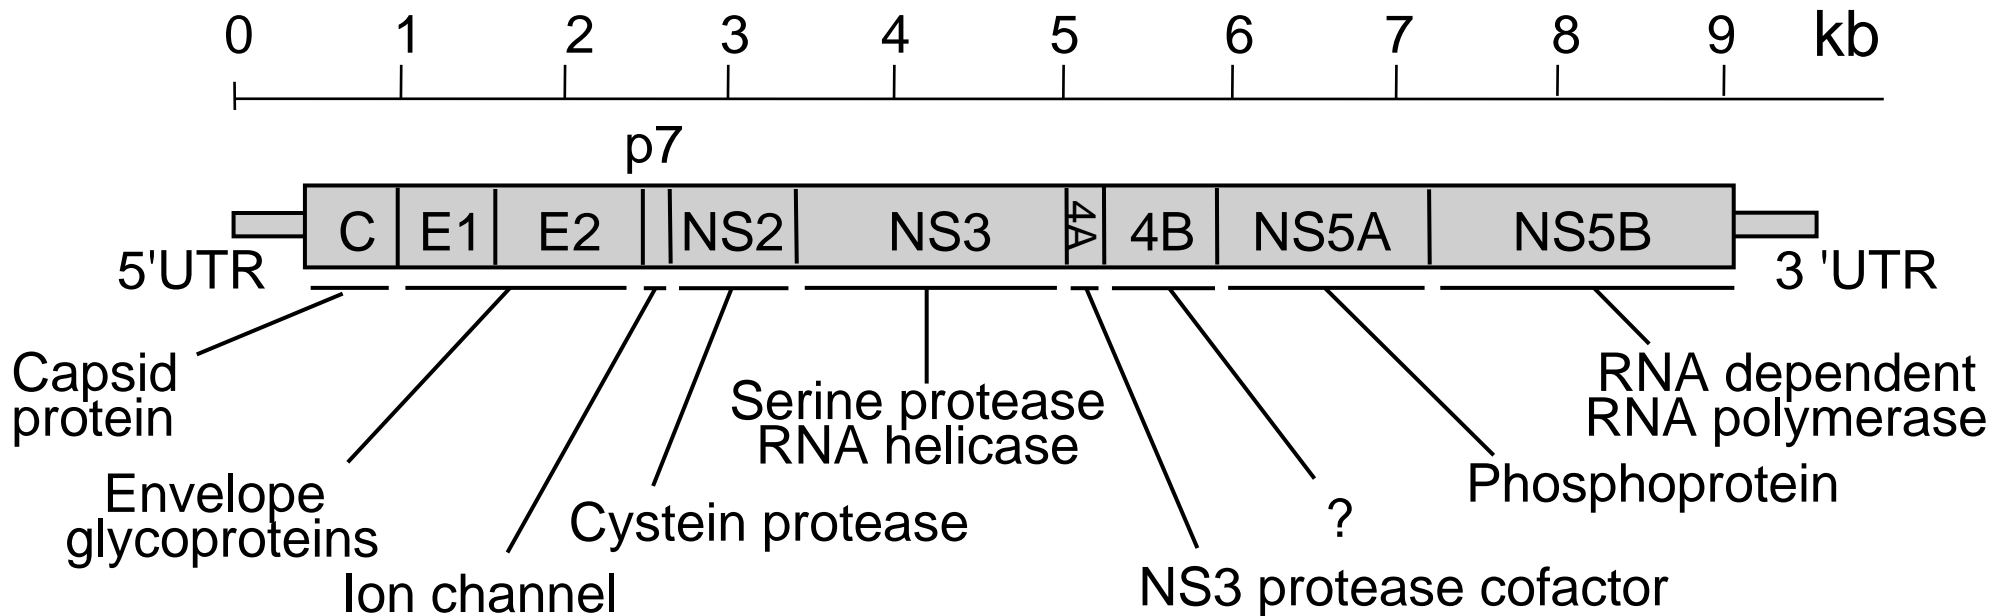 0 1 2 3 4 5 6 7 8 9 kb
p7
C E1 E2 NS2 NS3 4A 4B NS5A NS5B
5'UTR
3 'UTR
Capsid
protein
Envelope
glycoproteins
Ion channel
Cystein protease
Serine protease
RNA helicase
NS3 protease cofactor
?
Phosphoprotein
RNA dependent
RNA polymerase